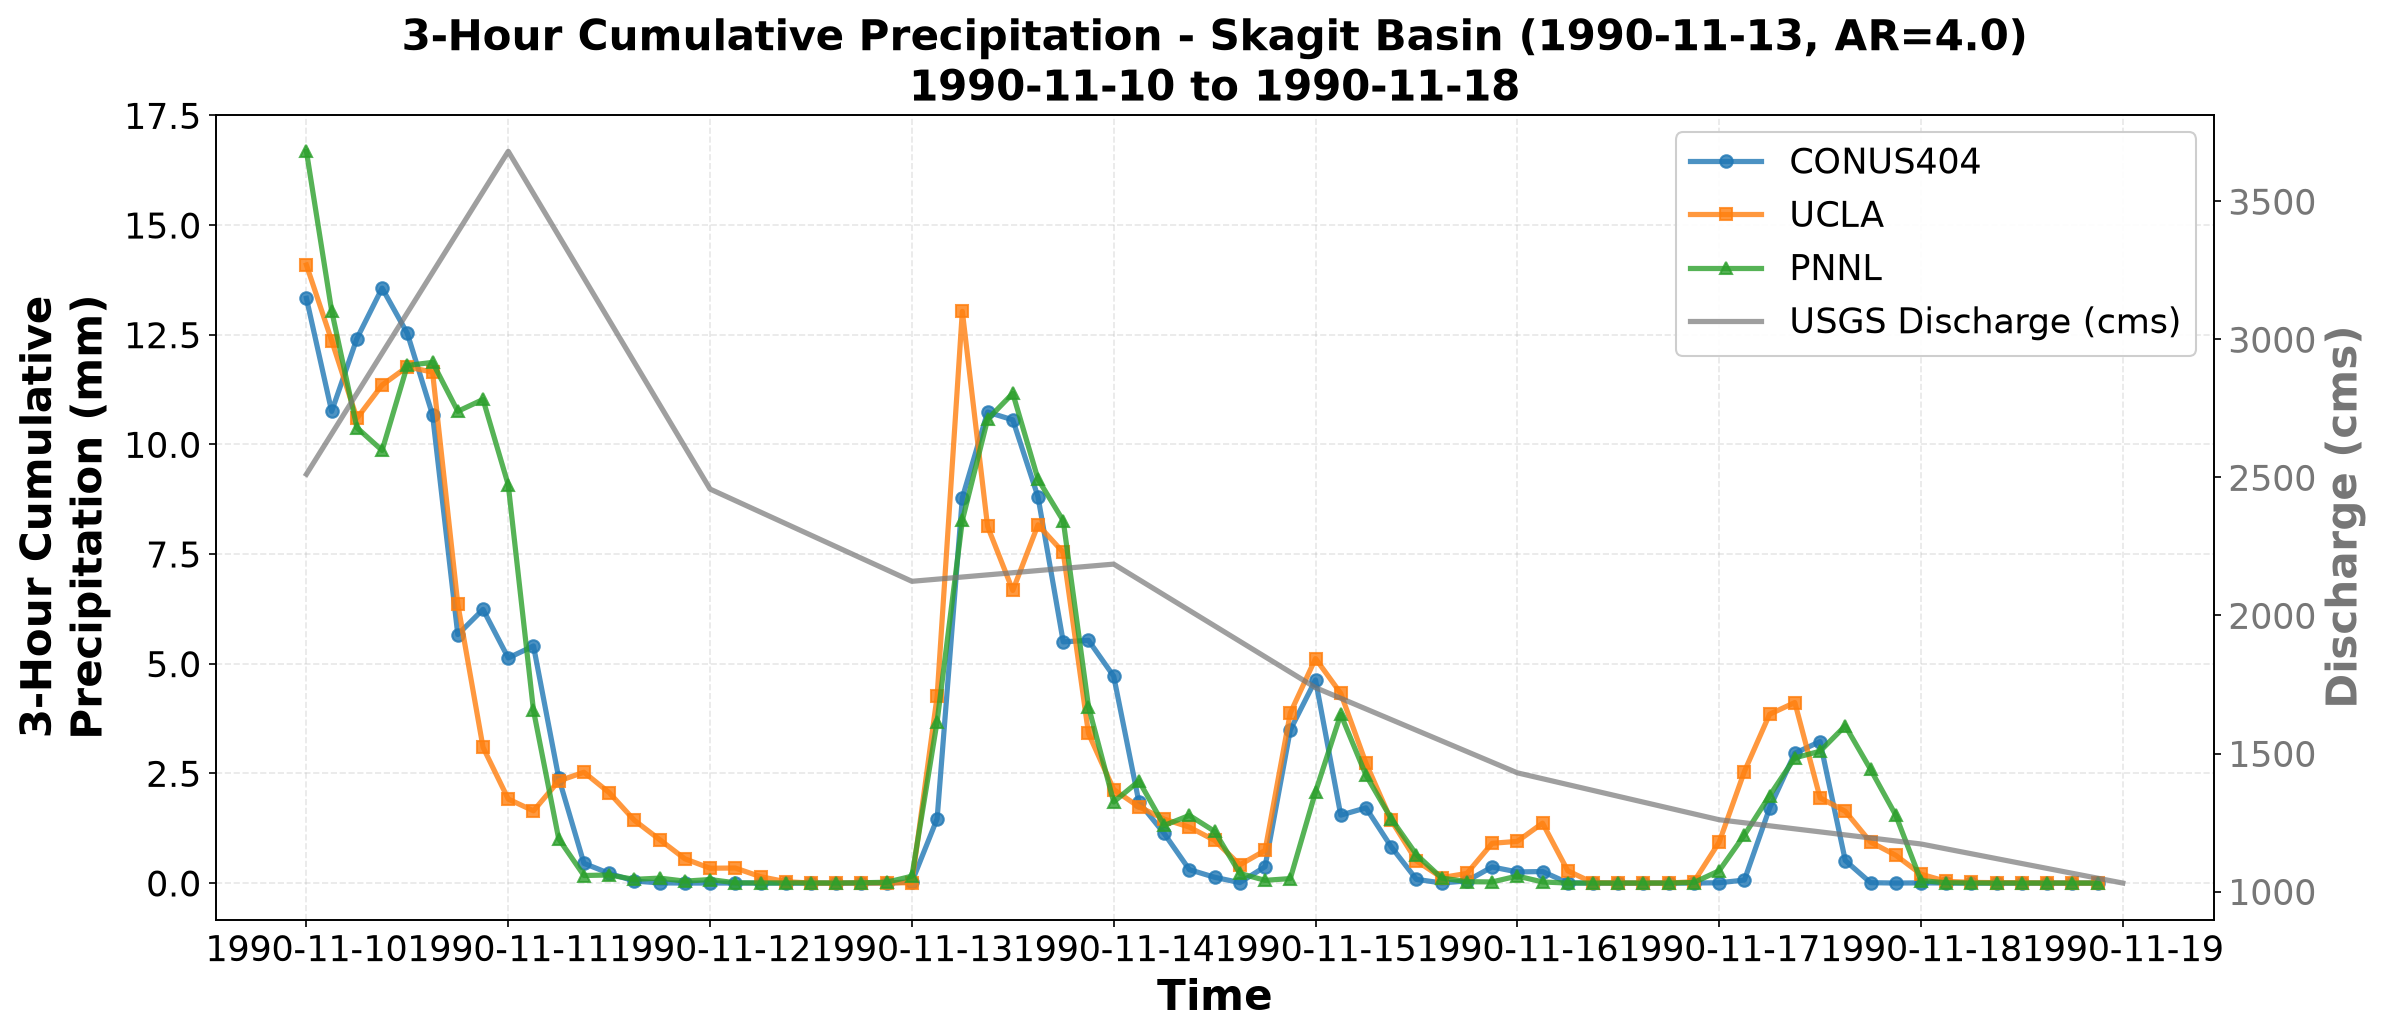 3-Hour Cumulative Precipitation - Skagit Basin (1990-11-13, AR=4.0)
1990-11-10 to 1990-11-18
3-Hour Cumulative
Precipitation (mm)
17.5
15.0
12.5
10.0
7.5
5.0
2.5
0.0
CONUS404
UCLA
PNNL
USGS Discharge (cms)
3500
3000
2500
2000
1500
1000
Discharge (cms)
1990-11-10 1990-11-11 1990-11-12 1990-11-13 1990-11-14 1990-11-15 1990-11-16 1990-11-17 1990-11-18 1990-11-19
Time